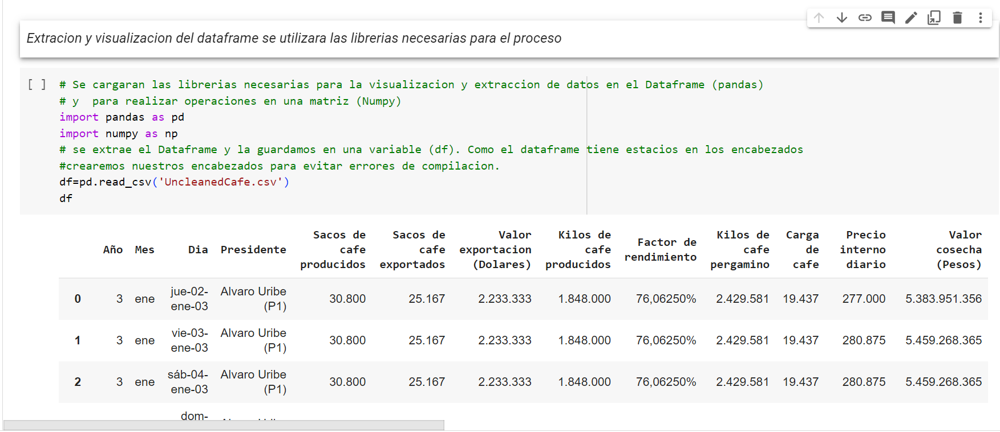 Extracion y visualizacion del dataframe se utilizara las librerias necesarias para el proceso
[ ] # Se cargaran las librerias necesarias para la visualizacion y extraccion de datos en el Dataframe (pandas)
# y  para realizar operaciones en una matriz (Numpy)
import pandas as pd
import numpy as np
# se extrae el Dataframe y la guardamos en una variable (df). Como el dataframe tiene estacios en los encabezados
#crearemos nuestros encabezados para evitar errores de compilacion.
df=pd.read_csv('UncleanedCafe.csv')
df
Año Mes Dia Presidente Sacos de cafe producidos Sacos de cafe exportados Valor exportacion (Dolares) Kilos de cafe producidos Factor de rendimiento Kilos de cafe pergamino Carga de cafe Precio interno diario Valor cosecha (Pesos)
0 3 ene jue-02-ene-03 Alvaro Uribe (P1) 30.800 25.167 2.233.333 1.848.000 76,06250% 2.429.581 19.437 277.000 5.383.951.356
1 3 ene vie-03-ene-03 Alvaro Uribe (P1) 30.800 25.167 2.233.333 1.848.000 76,06250% 2.429.581 19.437 280.875 5.459.268.365
2 3 ene sáb-04-ene-03 Alvaro Uribe (P1) 30.800 25.167 2.233.333 1.848.000 76,06250% 2.429.581 19.437 280.875 5.459.268.365
dom-